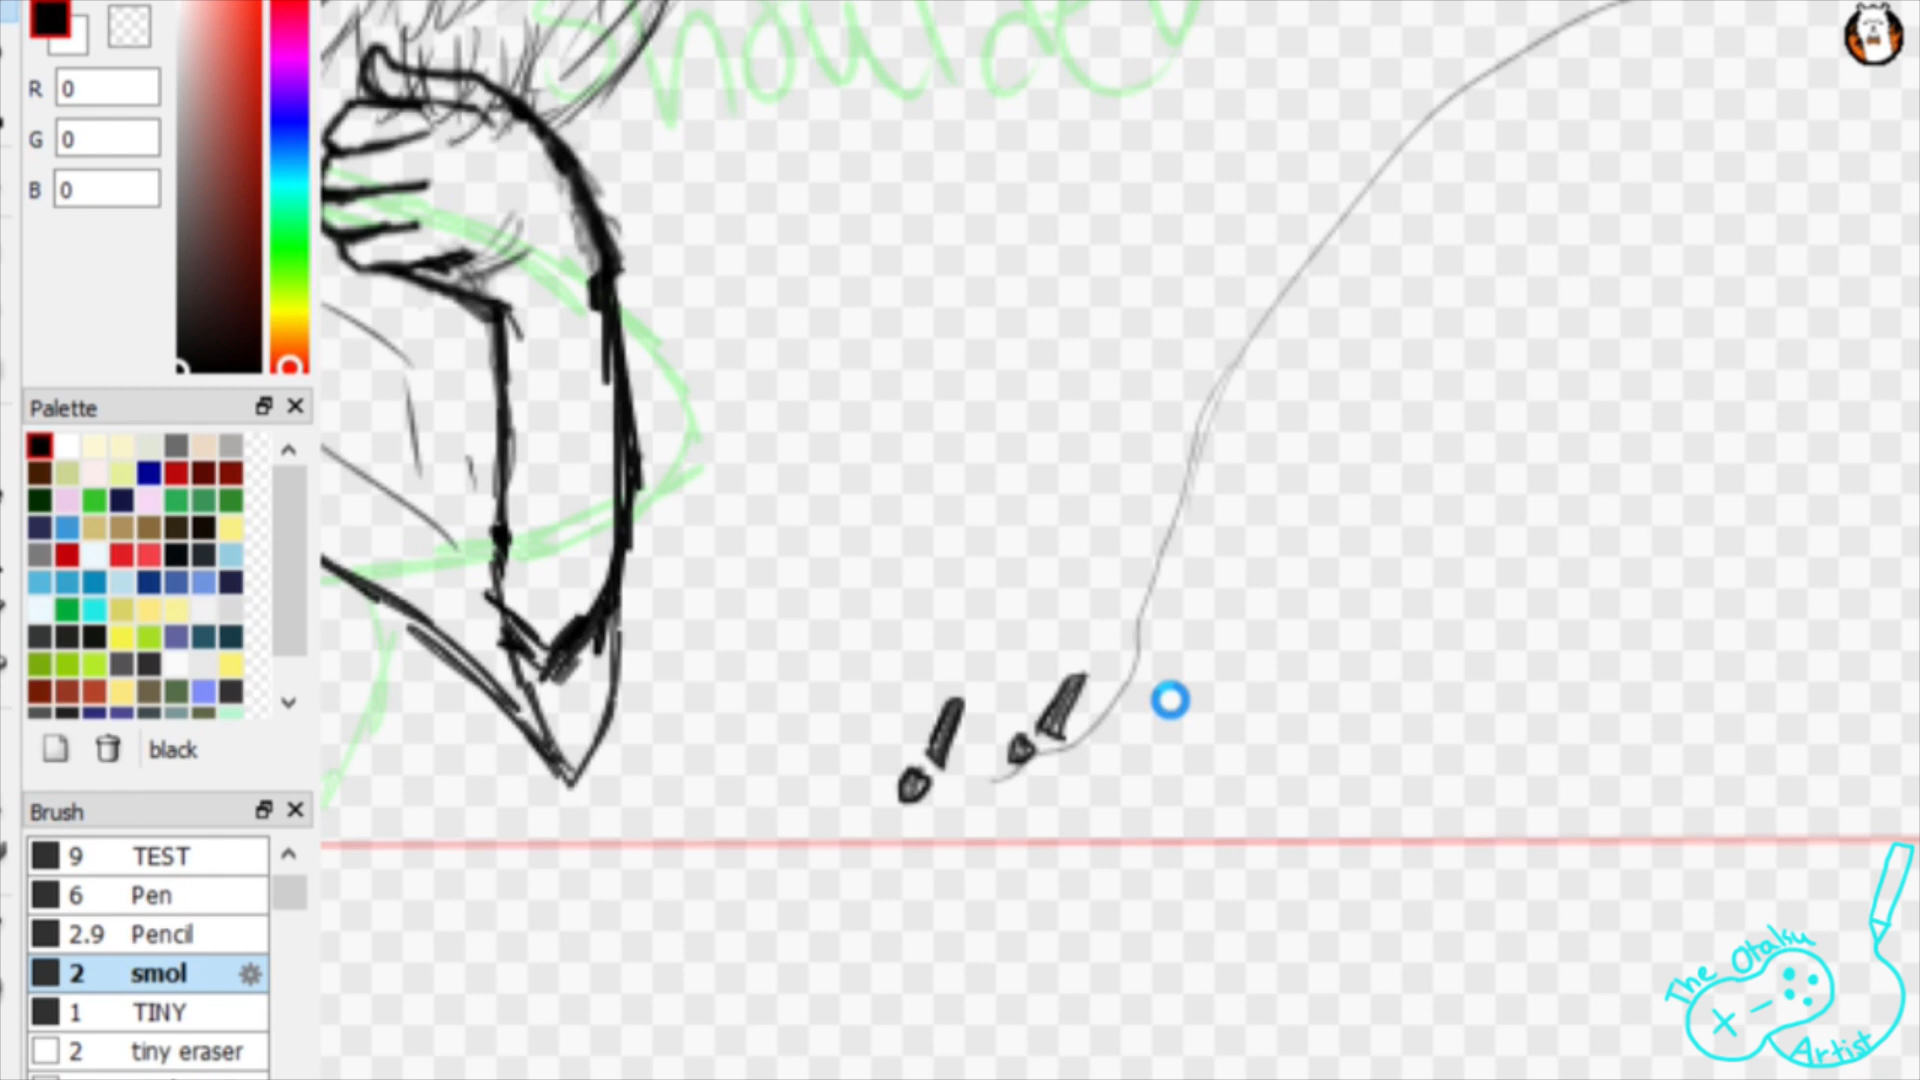 shoulder
R 0
G 0
B 0
Palette
black
Brush
9 TEST
6 Pen
2.9 Pencil
2 smol
1 TINY
2 tiny eraser
The Otaku
Artist